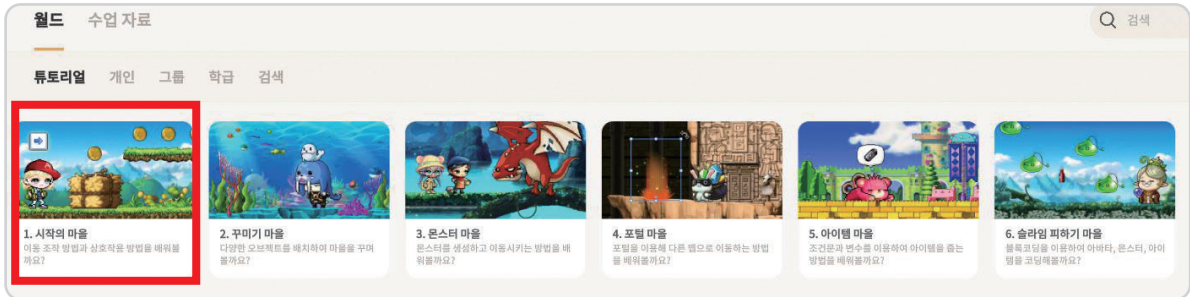 월드 수업 자료 검색
튜토리얼 개인 그룹 학급 검색
1. 시작의 마을
이동 조작 방법과 상호작용 방법을 배워볼
까요?
2. 꾸미기 마을
다양한 오브젝트를 배치하여 마을을 꾸며
볼까요?
3. 몬스터 마을
몬스터를 생성하고 이동시키는 방법을 배
워볼까요?
4. 포털 마을
포털을 이용해 다른 맵으로 이동하는 방법
을 배워볼까요?
5. 아이템 마을
조건문과 변수를 이용하여 아이템을 줍는
방법을 배워볼까요?
6. 슬라임 피하기 마을
블록코딩을 이용하여 아바타, 몬스터, 아이
템을 코딩해볼까요?